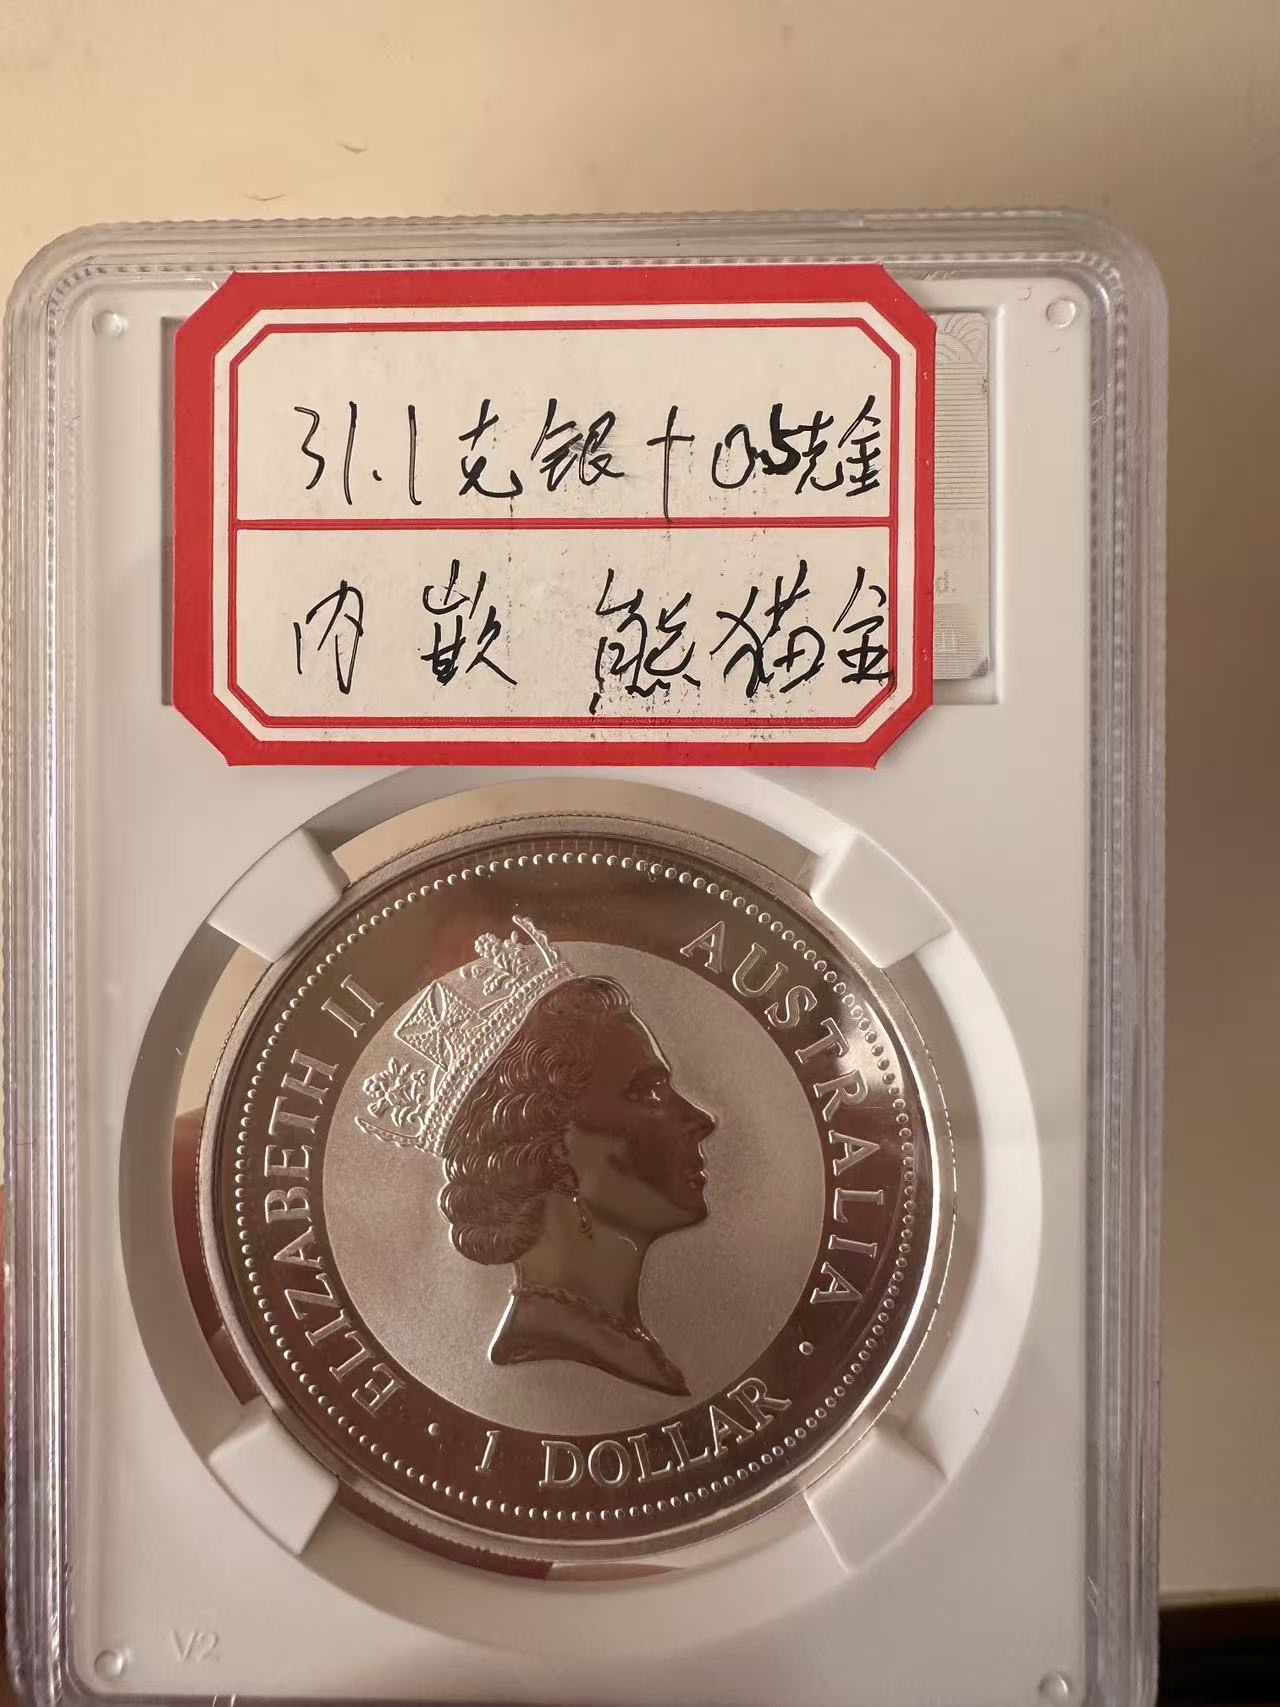 31.1克银+0.5克金
内嵌 熊猫金
d.
ELIZABETH II
AUSTRALIA
1 DOLLAR
V2